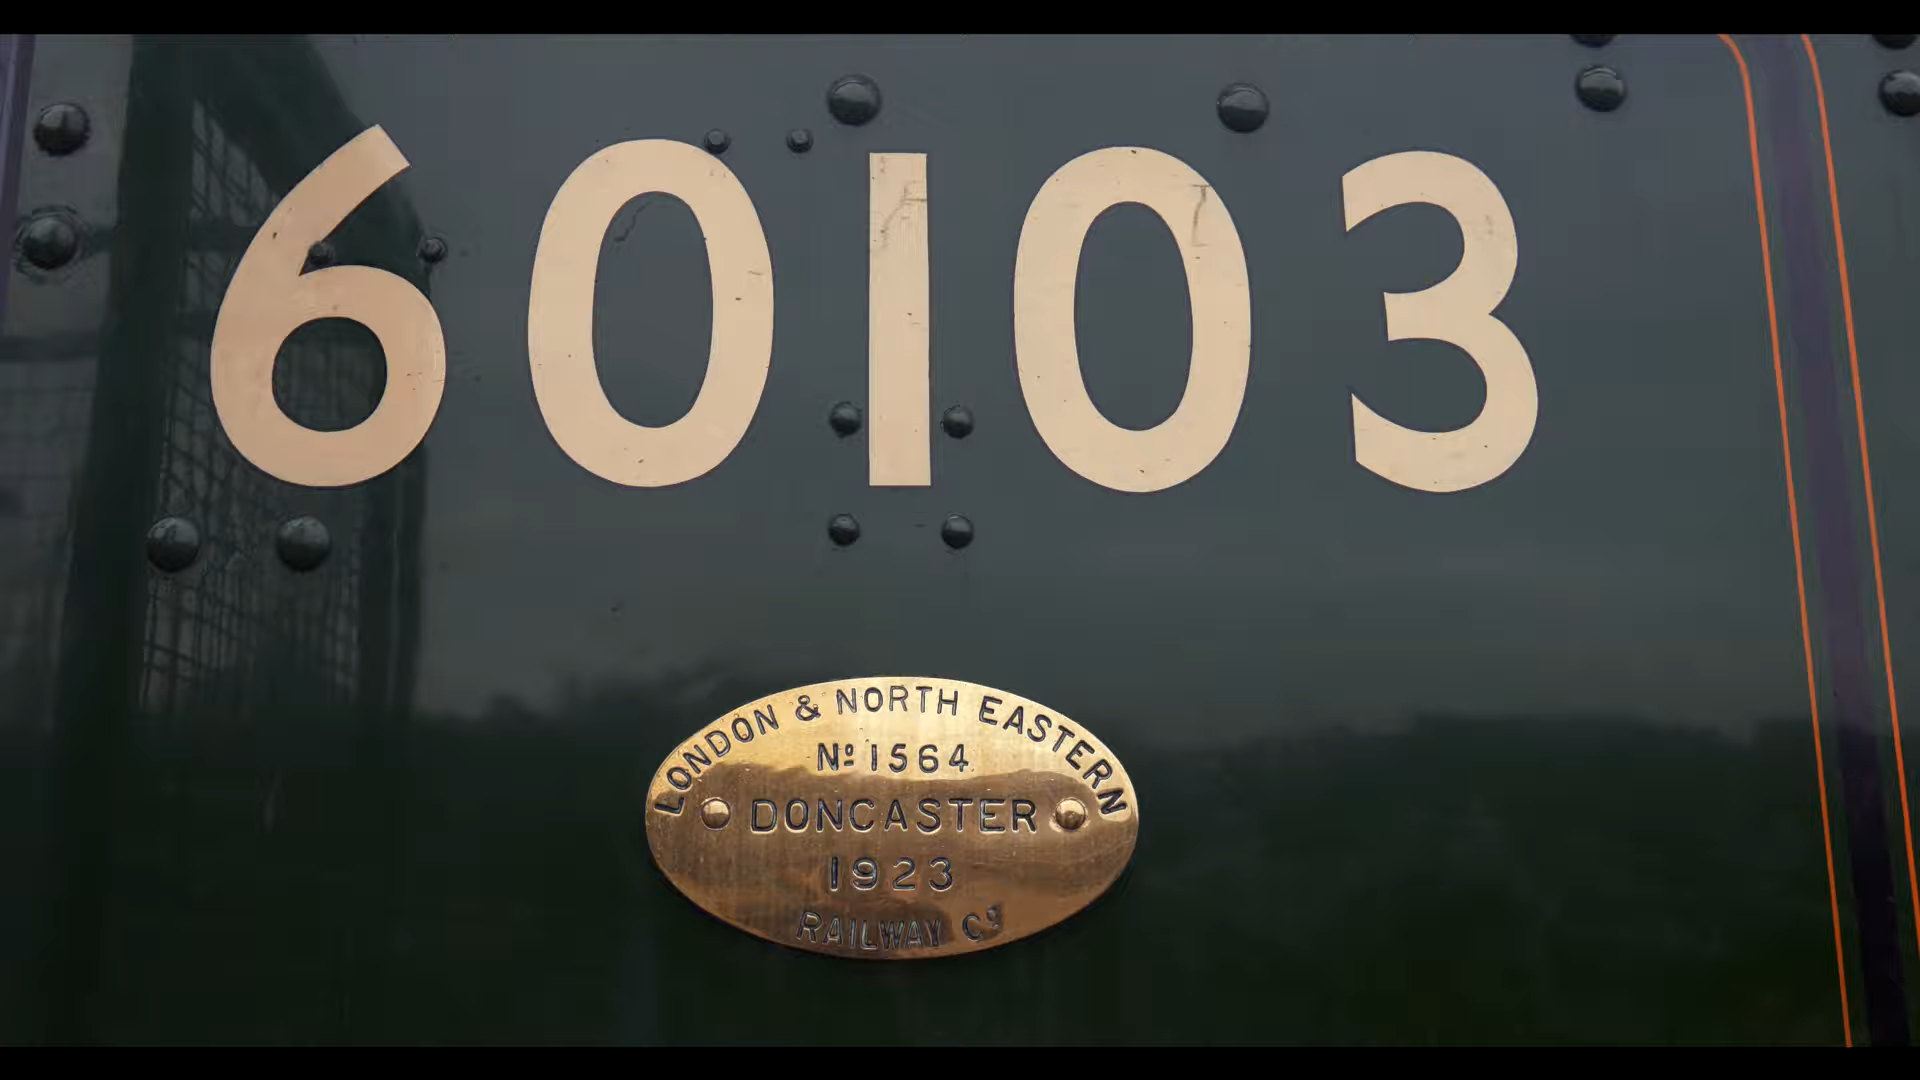 60103
LONDON & NORTH EASTERN
Nº 1564
DONCASTER
1923
RAILWAY Cº